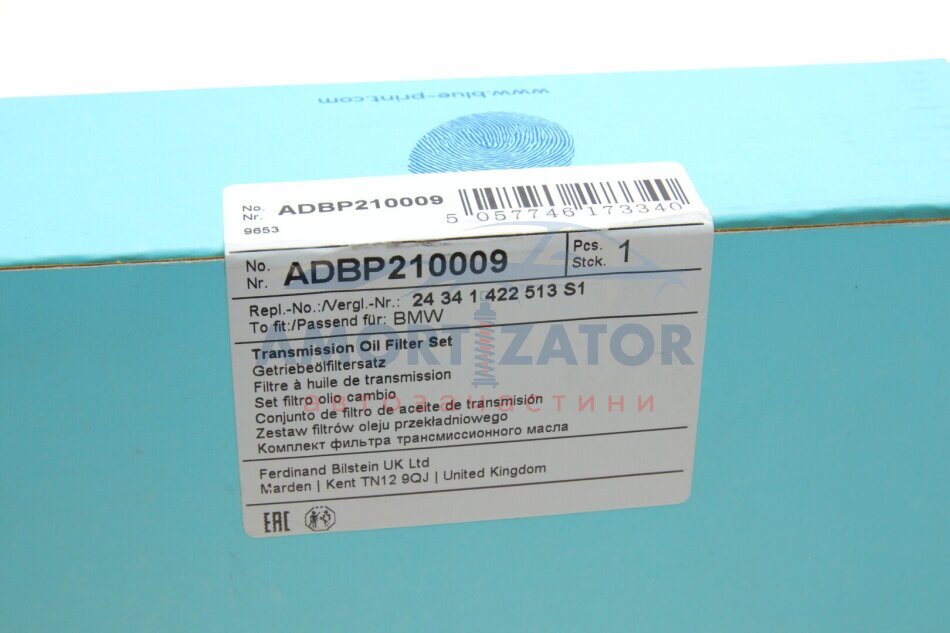 www.blue-print.com
No.
Nr. ADBP210009
5 057746 173340
9653
No.
Nr. ADBP210009
Pcs.
Stck. 1
Repl.-No.:/Vergl.-Nr.: 24 34 1 422 513 S1
To fit:/Passend für: BMW
Transmission Oil Filter Set
Getriebeölfiltersatz
Filtre à huile de transmission
Set filtro olio cambio
Conjunto de filtro de aceite de transmisión
Zestaw filtrów oleju przekładniowego
Комплект фильтра трансмиссионного масла
Ferdinand Bilstein UK Ltd
Marden | Kent TN12 9QJ | United Kingdom
EAC
AMORTIZATOR
автозапчастини